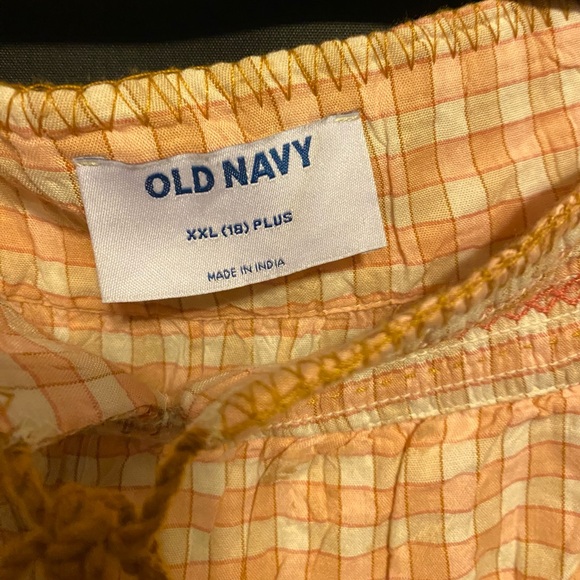 OLD NAVY
XXL (18) PLUS
MADE IN INDIA